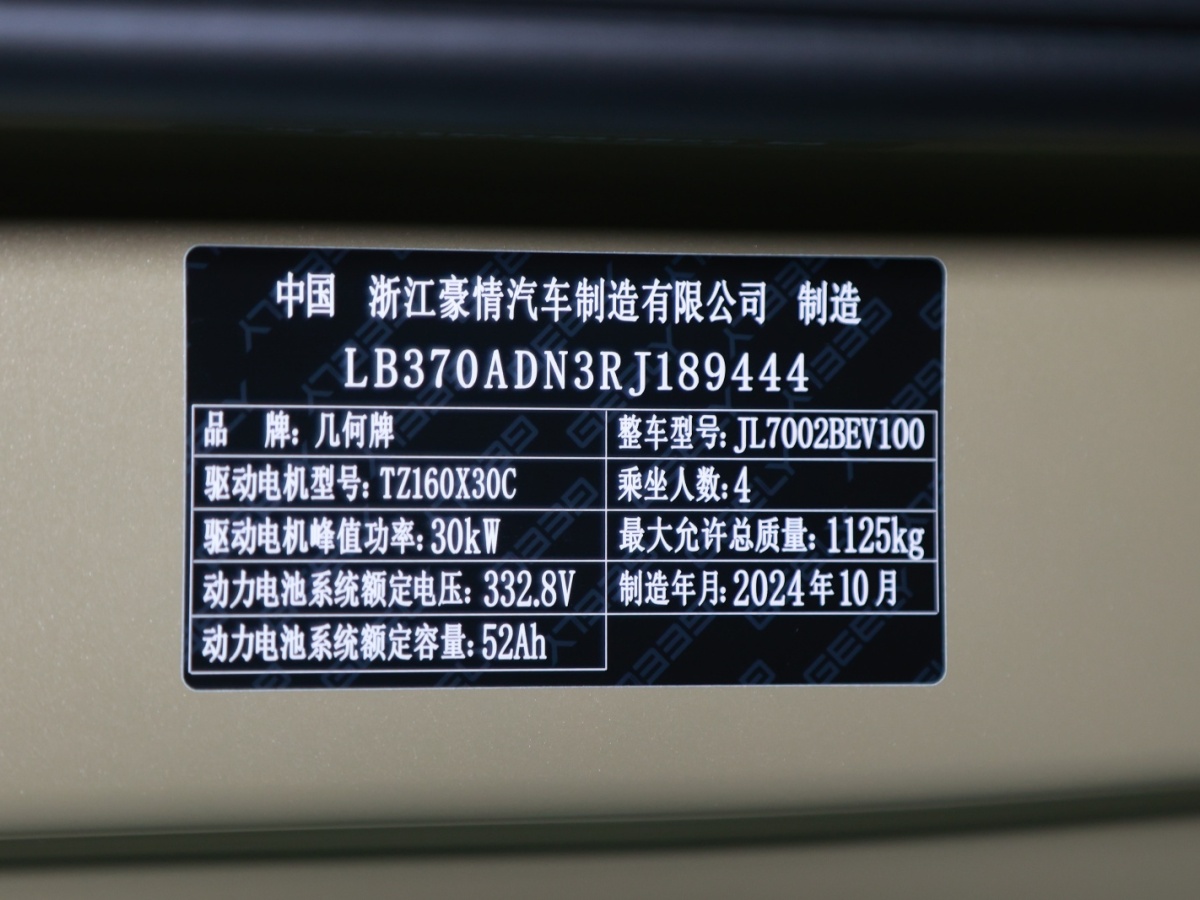 中国 浙江豪情汽车制造有限公司 制造
LB370ADN3RJ189444
品 牌: 几何牌 整车型号: JL7002BEV100
驱动电机型号: TZ160X30C 乘坐人数: 4
驱动电机峰值功率: 30kW 最大允许总质量: 1125kg
动力电池系统额定电压: 332.8V 制造年月: 2024年10月
动力电池系统额定容量: 52Ah